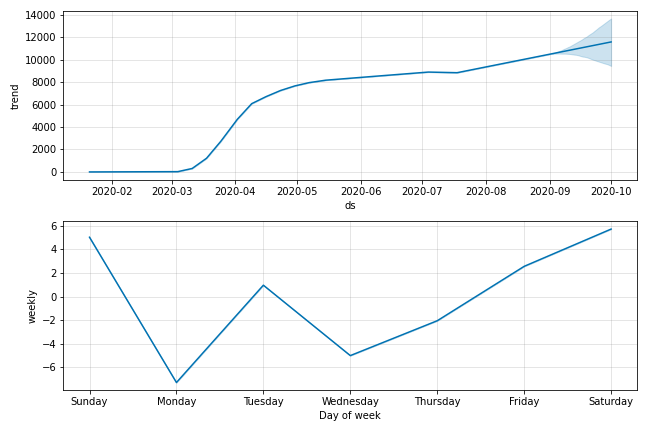 14000
12000
10000
8000
6000
4000
2000
0
trend
2020-02 2020-03 2020-04 2020-05 2020-06 2020-07 2020-08 2020-09 2020-10
ds
6
4
2
0
−2
−4
−6
weekly
Sunday Monday Tuesday Wednesday Thursday Friday Saturday
Day of week